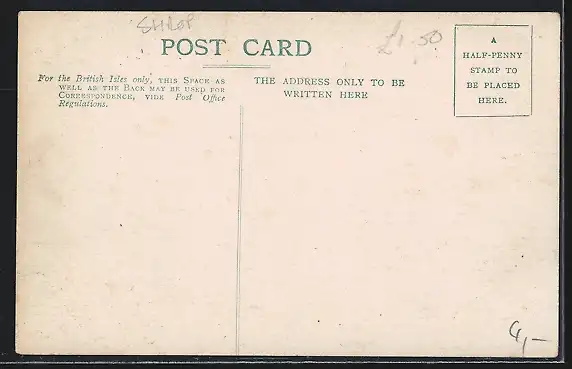 SHROP
POST CARD
£1.50
For the British Isles only, THIS SPACE AS
WELL AS THE BACK MAY BE USED FOR
CORRESPONDENCE, VIDE Post Office
Regulations.
THE ADDRESS ONLY TO BE
WRITTEN HERE
A
HALF-PENNY
STAMP TO
BE PLACED
HERE.
4,-